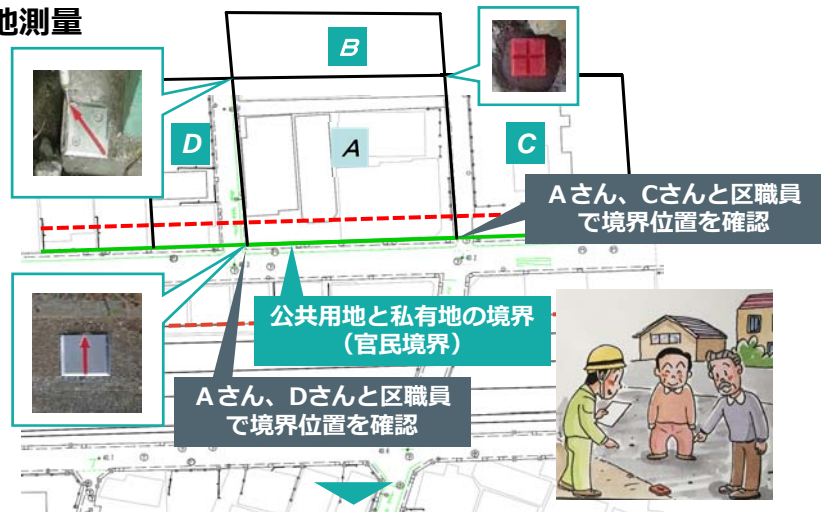 地測量
B
D
A
C
Aさん、Cさんと区職員
で境界位置を確認
公共用地と私有地の境界
（官民境界）
Aさん、Dさんと区職員
で境界位置を確認